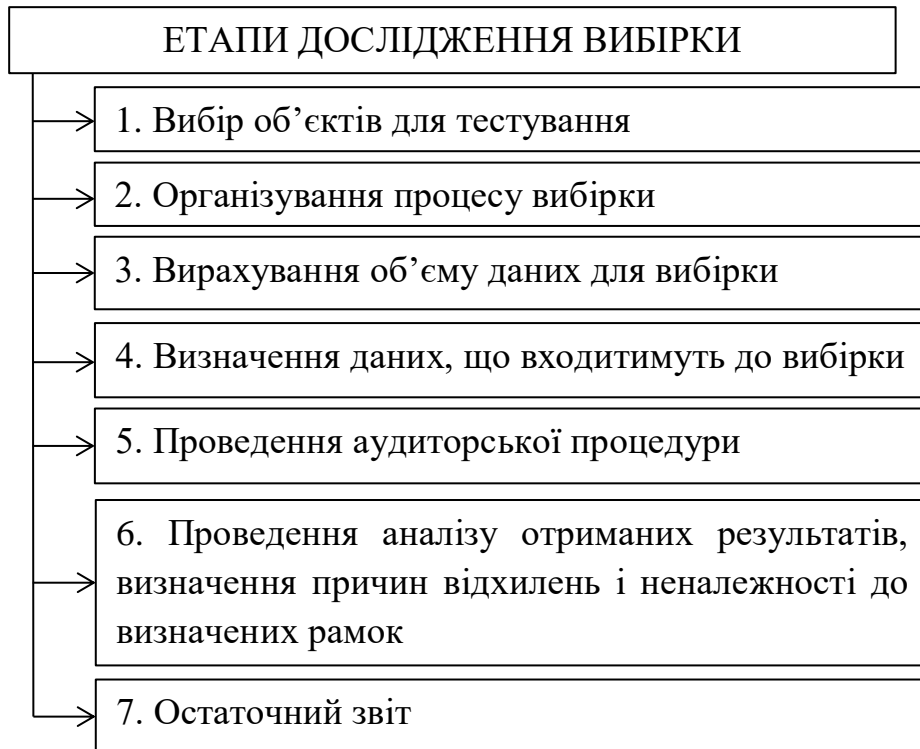 ЕТАПИ ДОСЛІДЖЕННЯ ВИБІРКИ
1. Вибір об’єктів для тестування
2. Організування процесу вибірки
3. Вирахування об’єму даних для вибірки
4. Визначення даних, що входитимуть до вибірки
5. Проведення аудиторської процедури
6. Проведення аналізу отриманих результатів,
визначення причин відхилень і неналежності до
визначених рамок
7. Остаточний звіт